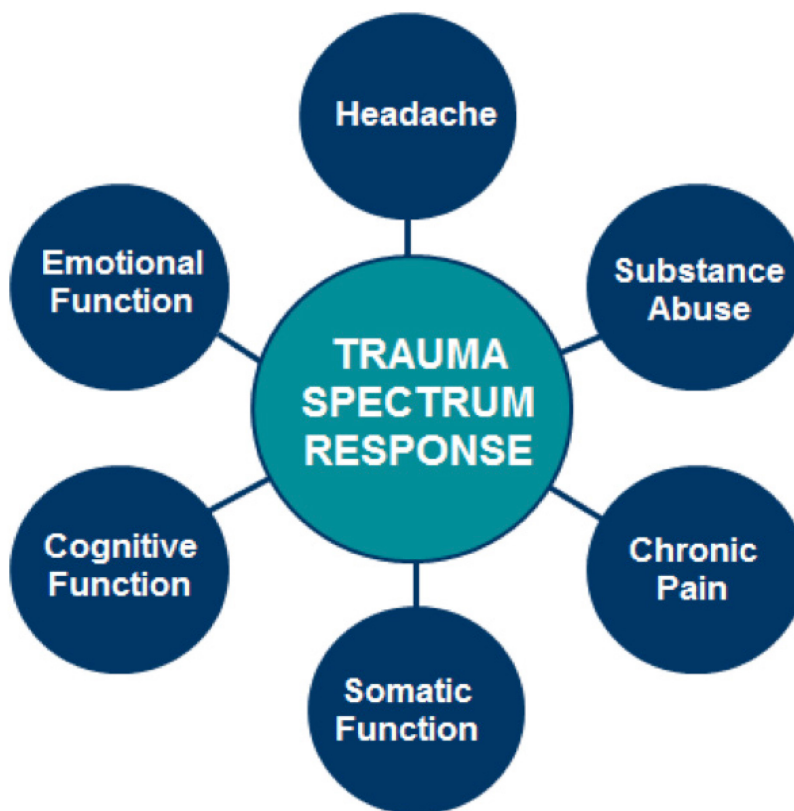 Headache
Emotional
Function
Substance
Abuse
TRAUMA
SPECTRUM
RESPONSE
Cognitive
Function
Chronic
Pain
Somatic
Function